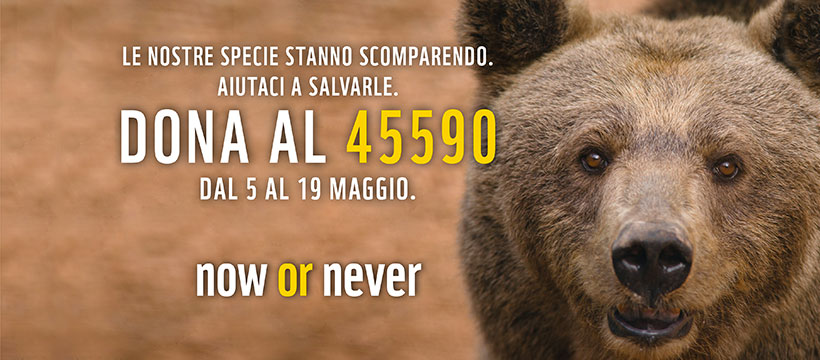 LE NOSTRE SPECIE STANNO SCOMPARENDO.
AIUTACI A SALVARLE.
DONA AL 45590
DAL 5 AL 19 MAGGIO.
now or never